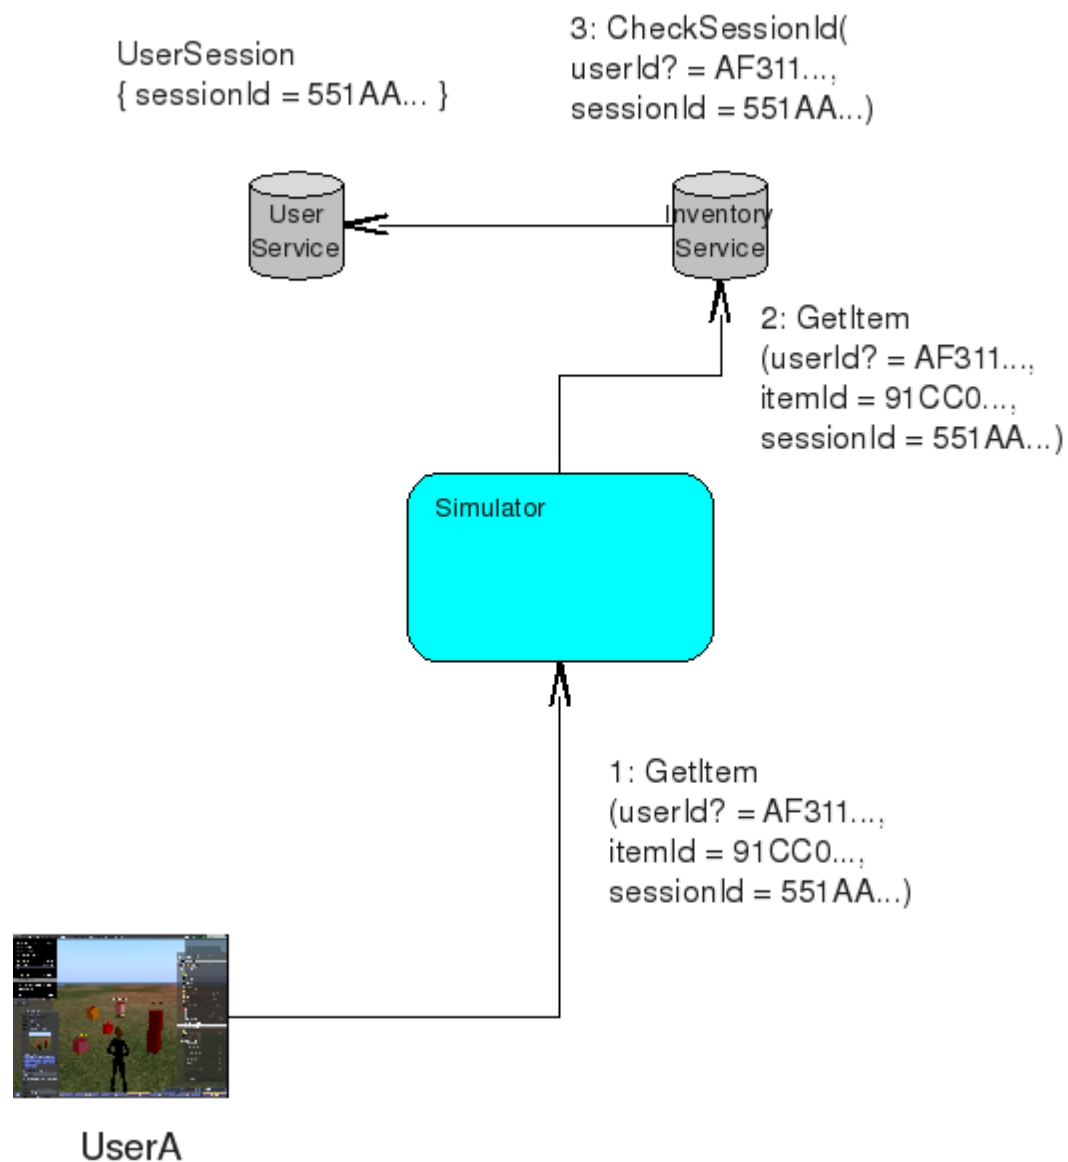 UserSession
{ sessionId = 551AA... }
3: CheckSessionId(
userId? = AF311...,
sessionId = 551AA...)
User
Service
Inventory
Service
2: GetItem
(userId? = AF311...,
itemId = 91CC0...,
sessionId = 551AA...)
Simulator
1: GetItem
(userId? = AF311...,
itemId = 91CC0...,
sessionId = 551AA...)
UserA